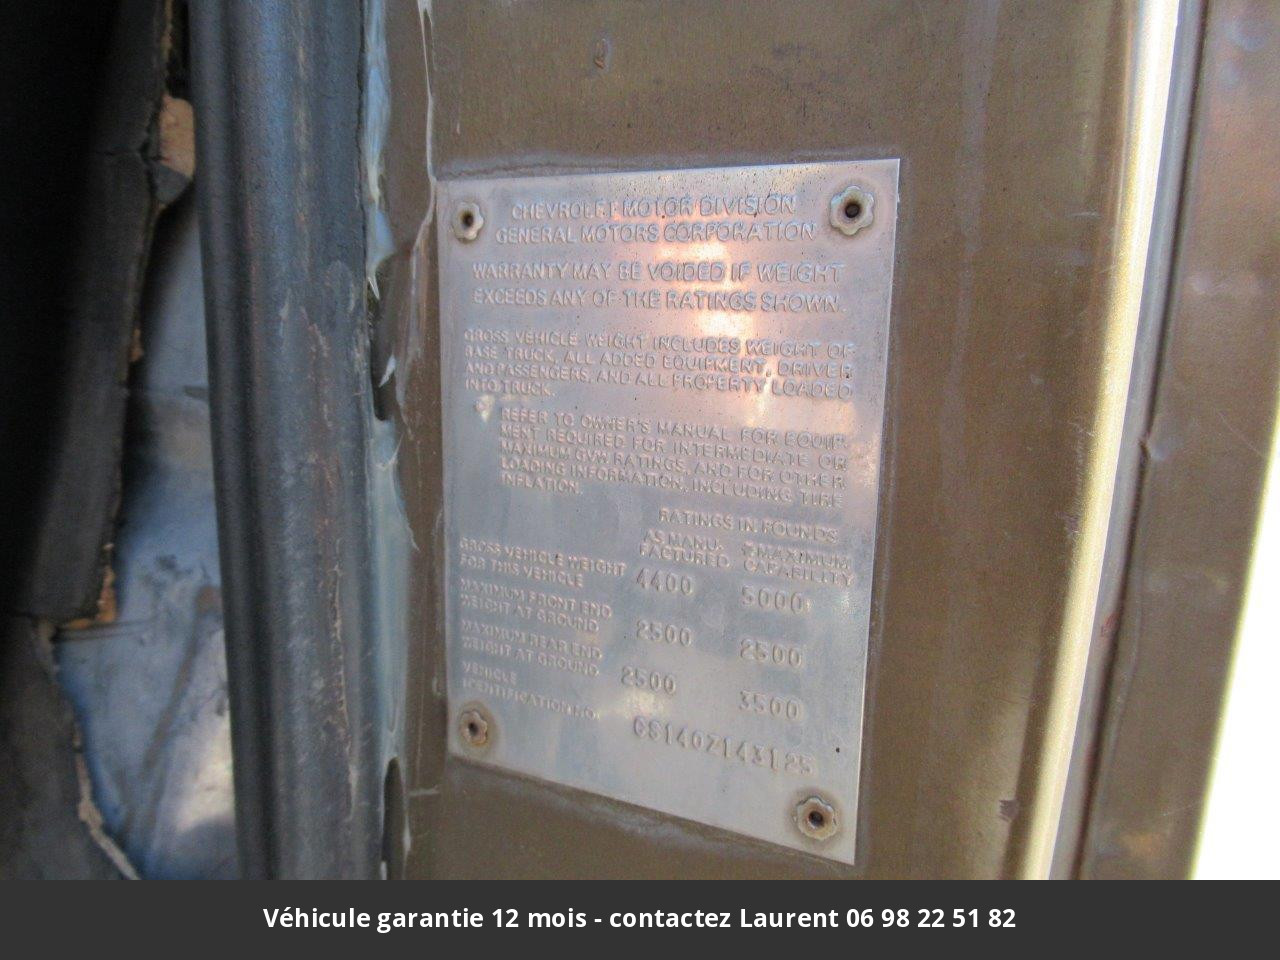 CHEVROLET MOTOR DIVISION
GENERAL MOTORS CORPORATION
WARRANTY MAY BE VOIDED IF WEIGHT
EXCEEDS ANY OF THE RATINGS SHOWN.
GROSS VEHICLE WEIGHT INCLUDES WEIGHT OF
BASE TRUCK, ALL ADDED EQUIPMENT, DRIVER
AND PASSENGERS, AND ALL PROPERTY LOADED
INTO TRUCK.
REFER TO OWNER'S MANUAL FOR EQUIP-
MENT REQUIRED FOR INTERMEDIATE OR
MAXIMUM GVW RATINGS, AND FOR OTHER
LOADING INFORMATION, INCLUDING TIRE
INFLATION.
RATINGS IN POUNDS
AS MANU- *MAXIMUM
FACTURED CAPABILITY
GROSS VEHICLE WEIGHT
FOR THIS VEHICLE 4400 5000
MAXIMUM FRONT END
WEIGHT AT GROUND 2500 2500
MAXIMUM REAR END
WEIGHT AT GROUND 2500 3500
VEHICLE
IDENTIFICATION NO. CS140Z143125
Véhicule garantie 12 mois - contactez Laurent 06 98 22 51 82